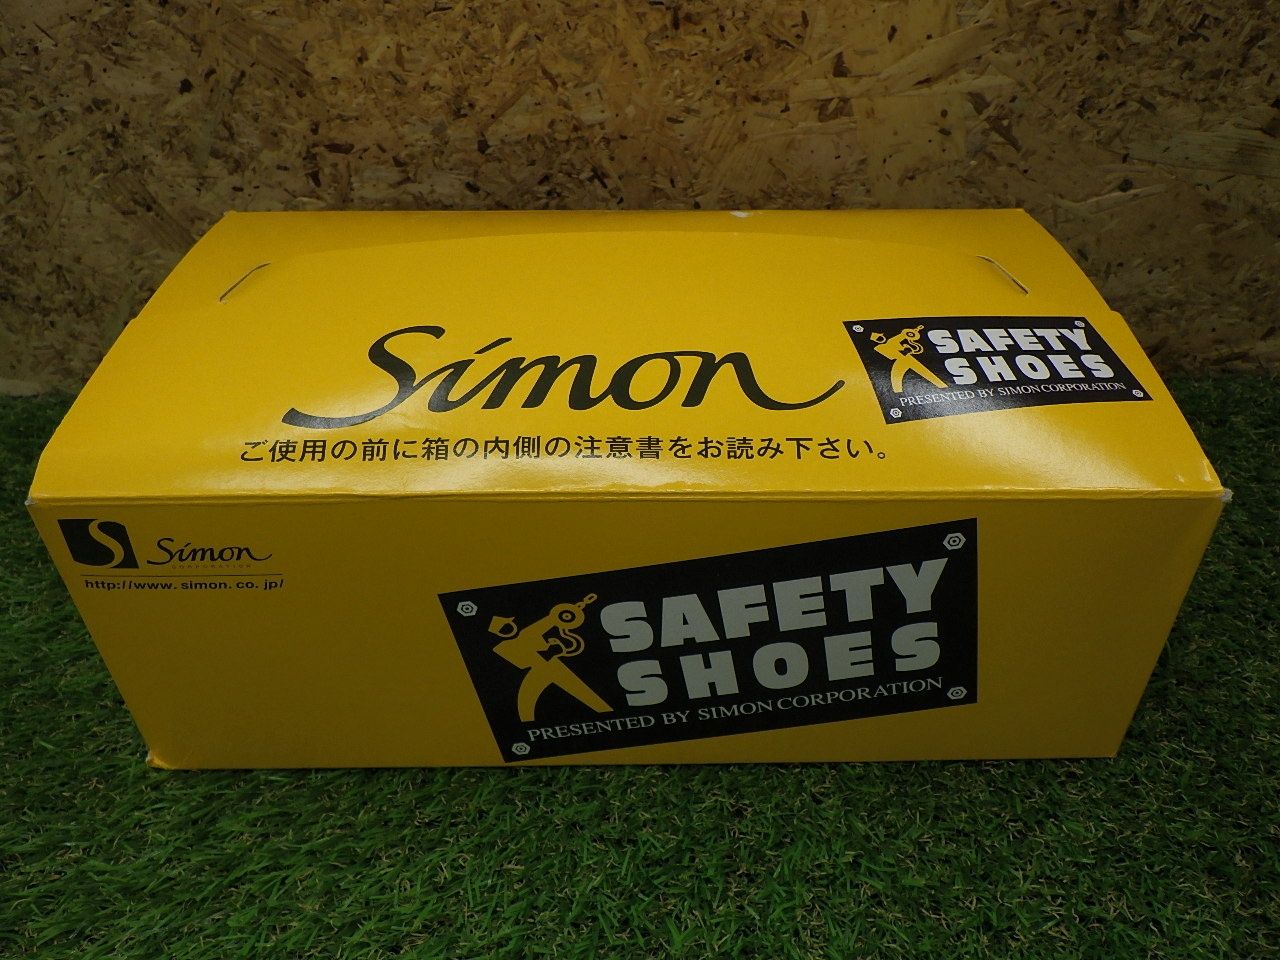 Simon
SAFETY
SHOES
PRESENTED BY SIMON CORPORATION
ご使用の前に箱の内側の注意書をお読み下さい。
S Simon
CORPORATION
http://www.simon.co.jp/
SAFETY
SHOES
PRESENTED BY SIMON CORPORATION